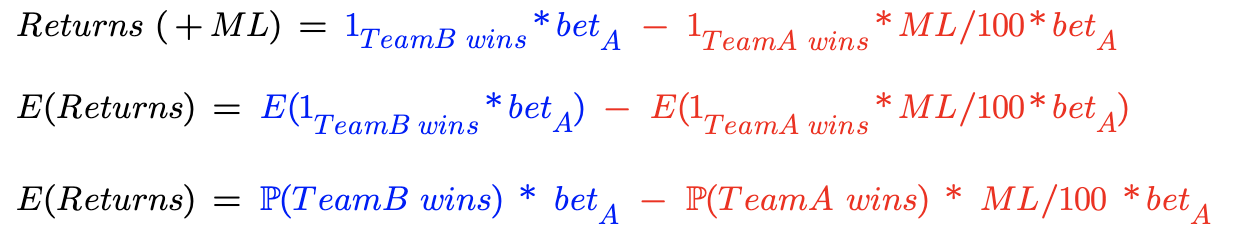 Returns (+ML) = 1_{TeamB wins} * bet_A − 1_{TeamA wins} * ML/100 * bet_A
E(Returns) = E(1_{TeamB wins} * bet_A) − E(1_{TeamA wins} * ML/100 * bet_A)
E(Returns) = ℙ(TeamB wins) * bet_A − ℙ(TeamA wins) * ML/100 * bet_A